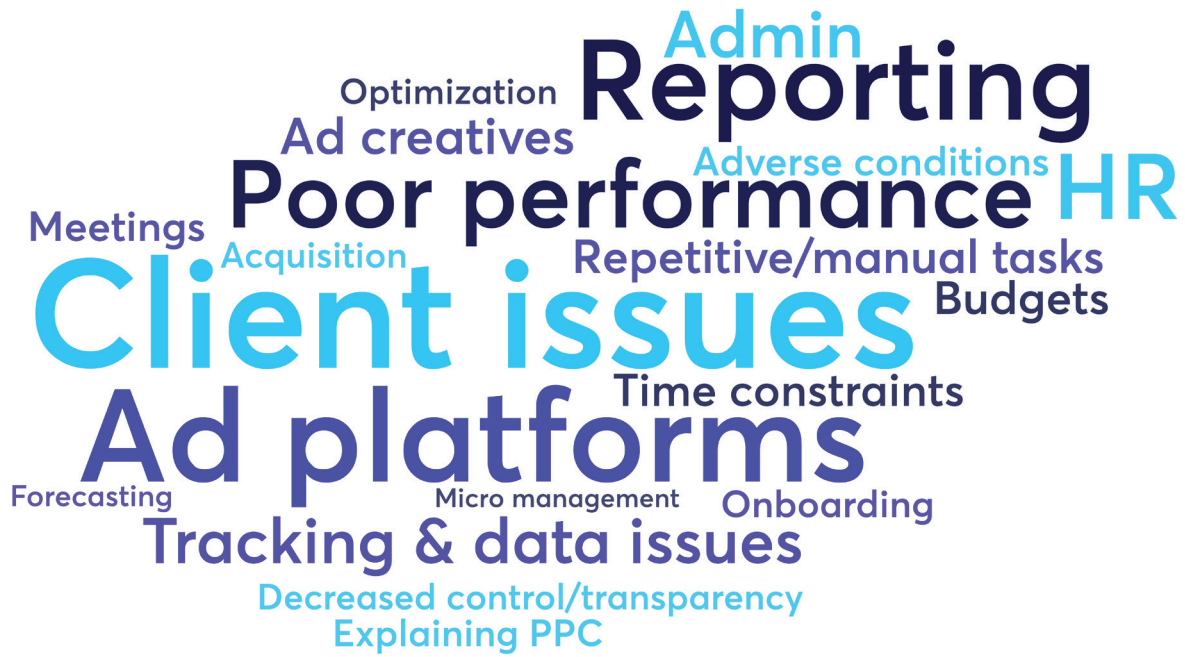 Admin
Reporting
Optimization
Ad creatives
Adverse conditions
HR
Poor performance
Meetings
Acquisition
Repetitive/manual tasks
Client issues
Budgets
Time constraints
Ad platforms
Forecasting
Micro management
Onboarding
Tracking & data issues
Decreased control/transparency
Explaining PPC